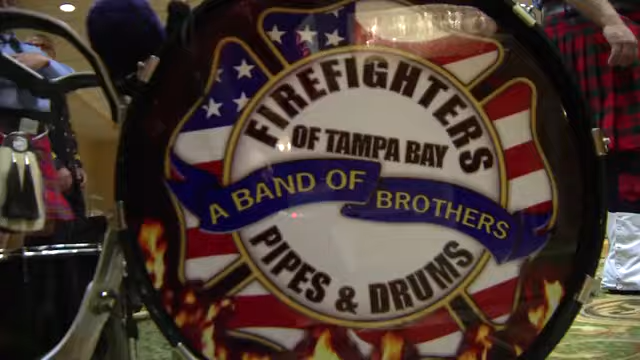 FIREFIGHTERS
OF TAMPA BAY
A BAND OF BROTHERS
PIPES & DRUMS